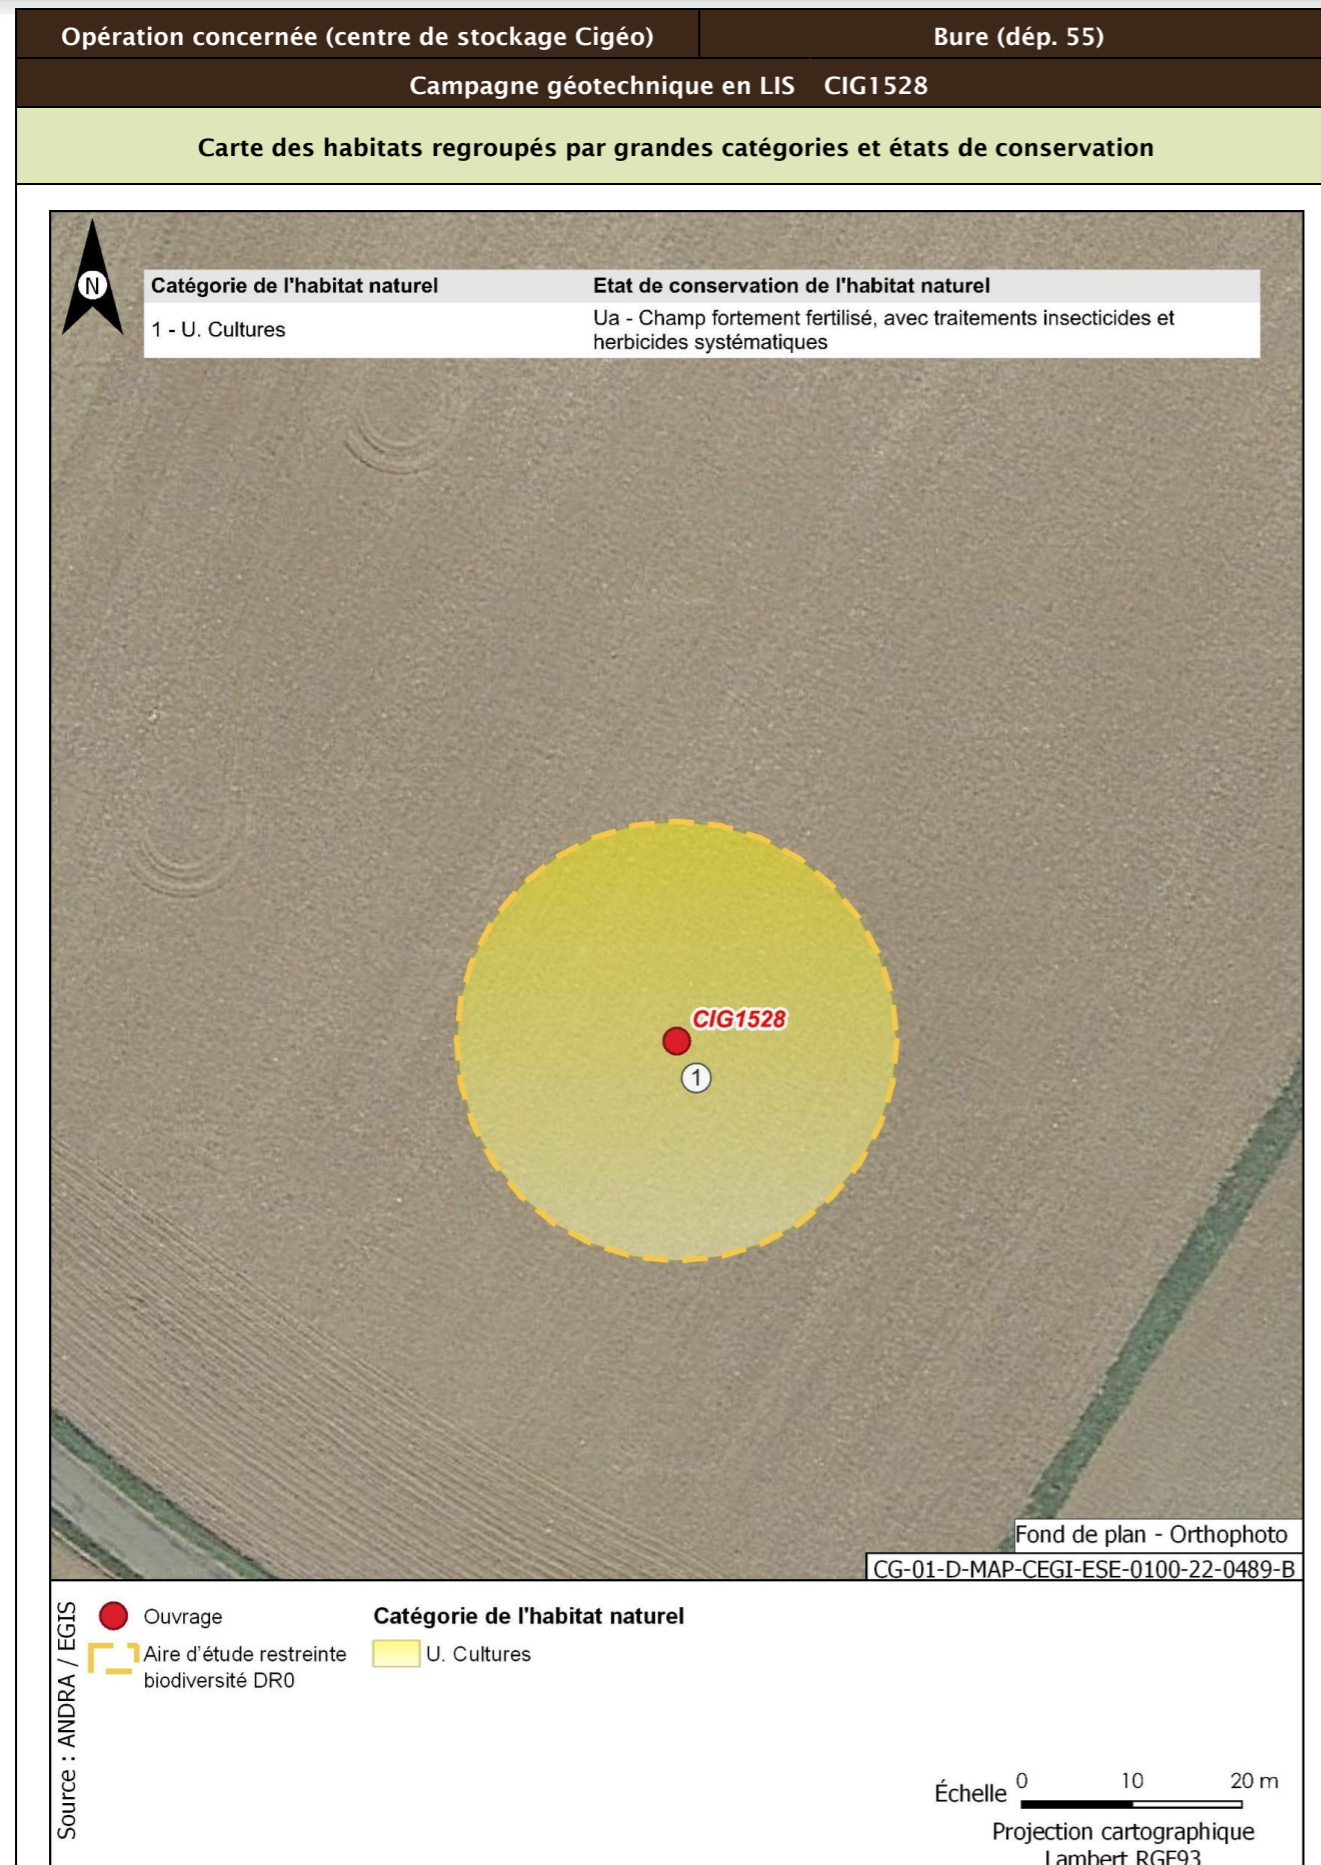 Opération concernée (centre de stockage Cigéo) Bure (dép. 55)
Campagne géotechnique en LIS CIG1528
Carte des habitats regroupés par grandes catégories et états de conservation
N
Catégorie de l'habitat naturel Etat de conservation de l'habitat naturel
1 - U. Cultures Ua - Champ fortement fertilisé, avec traitements insecticides et
herbicides systématiques
CIG1528
1
Fond de plan - Orthophoto
CG-01-D-MAP-CEGI-ESE-0100-22-0489-B
Source : ANDRA / EGIS
Ouvrage
Aire d'étude restreinte
biodiversité DR0
Catégorie de l'habitat naturel
U. Cultures
Échelle 0 10 20 m
Projection cartographique
Lambert RGF93